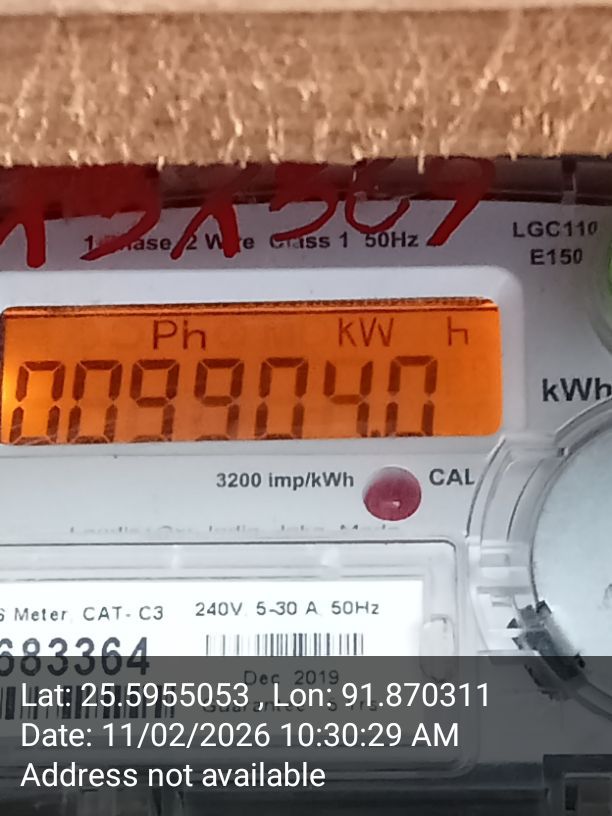 1 Phase, 2 Wire Class 1 50Hz
LGC110
E150
Ph kW h
009904.0
kWh
3200 imp/kWh CAL
S Meter, CAT- C3
240V, 5-30 A, 50Hz
683364
Dec 2019
Lat: 25.5955053 , Lon: 91.870311
Date: 11/02/2026 10:30:29 AM
Address not available